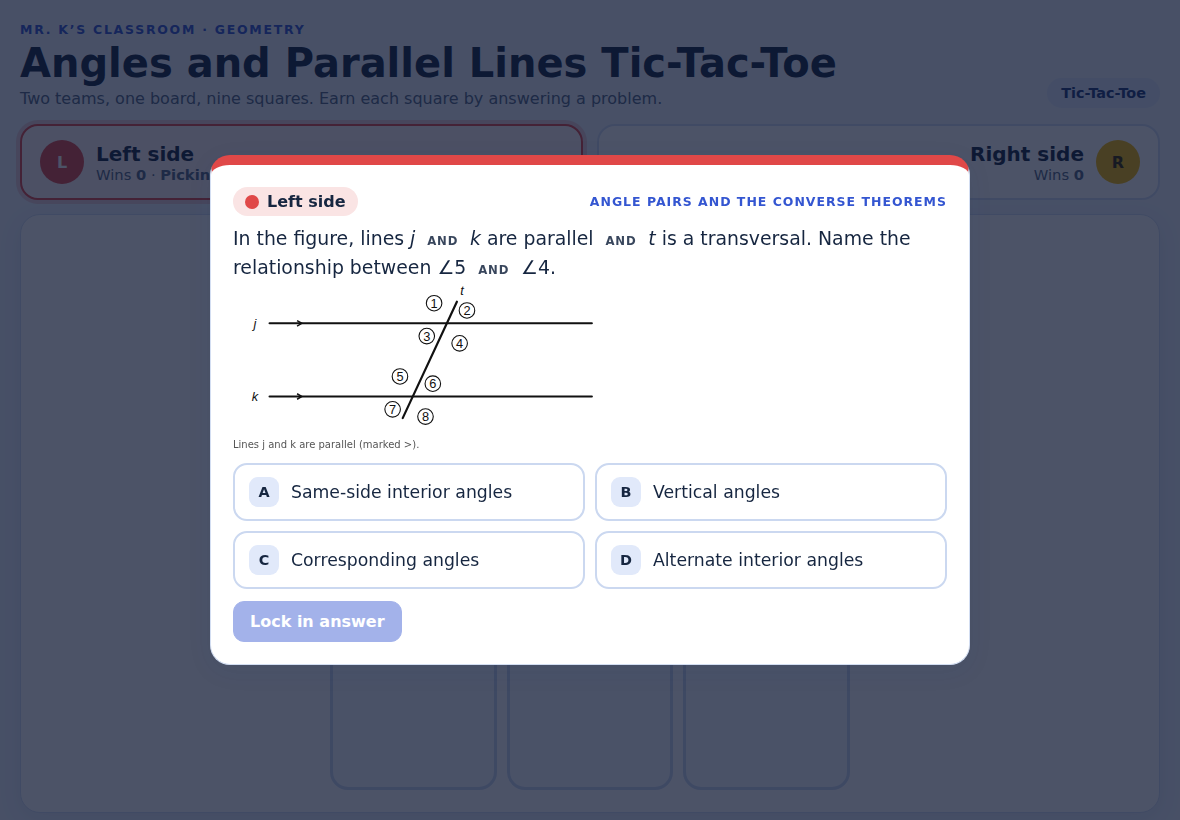 MR. K’S CLASSROOM · GEOMETRY
Angles and Parallel Lines Tic-Tac-Toe
Two teams, one board, nine squares. Earn each square by answering a problem.
Tic-Tac-Toe
L
Left side
Wins 0 · Pickin
Right side
Wins 0
R
Left side
ANGLE PAIRS AND THE CONVERSE THEOREMS
In the figure, lines j AND k are parallel AND t is a transversal. Name the
relationship between ∠5 AND ∠4.
t
1
2
j
3
4
5
6
k
7
8
Lines j and k are parallel (marked >).
A Same-side interior angles
B Vertical angles
C Corresponding angles
D Alternate interior angles
Lock in answer